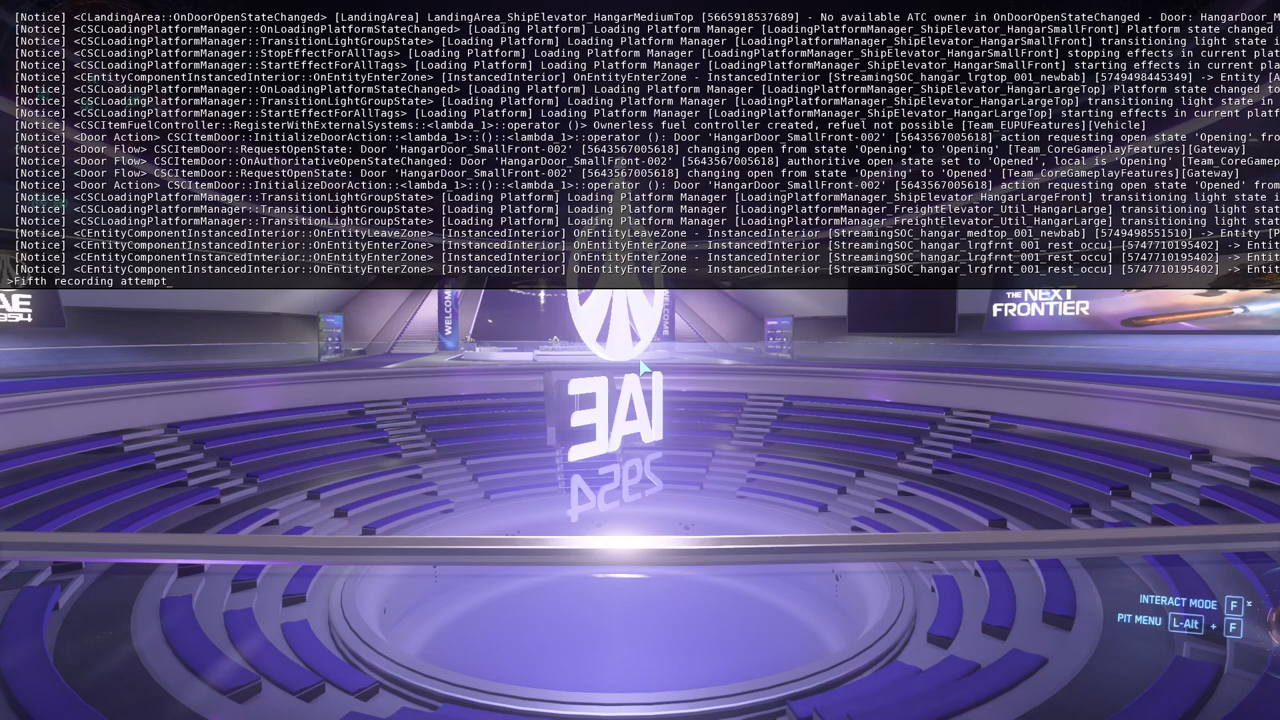 [Notice] <CLandingArea::OnDoorOpenStateChanged> [LandingArea] LandingArea_ShipElevator_HangarMediumTop [5665918537689] - No available ATC owner in OnDoorOpenStateChanged - Door: HangarDoor_M
[Notice] <CSCLoadingPlatformManager::OnLoadingPlatformStateChanged> [Loading Platform] Loading Platform Manager [LoadingPlatformManager_ShipElevator_HangarSmallFront] Platform state changed
[Notice] <CSCLoadingPlatformManager::TransitionLightGroupState> [Loading Platform] Loading Platform Manager [LoadingPlatformManager_ShipElevator_HangarSmallFront] transitioning light state i
[Notice] <CSCLoadingPlatformManager::StopEffectForAllTags> [Loading Platform] Loading Platform Manager [LoadingPlatformManager_ShipElevator_HangarSmallFront] stopping effects in current plat
[Notice] <CSCLoadingPlatformManager::StartEffectForAllTags> [Loading Platform] Loading Platform Manager [LoadingPlatformManager_ShipElevator_HangarSmallFront] starting effects in current pla
[Notice] <CEntityComponentInstancedInterior::OnEntityEnterZone> [InstancedInterior] OnEntityEnterZone - InstancedInterior [StreamingSOC_hangar_lrgtop_001_newbab] [5749498445349] -> Entity [A
[Notice] <CSCLoadingPlatformManager::OnLoadingPlatformStateChanged> [Loading Platform] Loading Platform Manager [LoadingPlatformManager_ShipElevator_HangarLargeTop] Platform state changed to
[Notice] <CSCLoadingPlatformManager::TransitionLightGroupState> [Loading Platform] Loading Platform Manager [LoadingPlatformManager_ShipElevator_HangarLargeTop] transitioning light state in
[Notice] <CSCLoadingPlatformManager::StartEffectForAllTags> [Loading Platform] Loading Platform Manager [LoadingPlatformManager_ShipElevator_HangarLargeTop] starting effects in current platf
[Notice] <CSCItemFuelController::RegisterWithExternalSystems::<lambda_1>::operator ()> Ownerless fuel controller created, refuel not possible [Team_EUPUFeatures][Vehicle]
[Notice] <Door Action> CSCItemDoor::InitializeDoorAction::<lambda_1>::()::<lambda_1>::operator (): Door 'HangarDoor_SmallFront-002' [5643567005618] action requesting open state 'Opening' fro
[Notice] <Door Flow> CSCItemDoor::RequestOpenState: Door 'HangarDoor_SmallFront-002' [5643567005618] changing open from state 'Opening' to 'Opening' [Team_CoreGameplayFeatures][Gateway]
[Notice] <Door Flow> CSCItemDoor::OnAuthoritativeOpenStateChanged: Door 'HangarDoor_SmallFront-002' [5643567005618] authoritive open state set to 'Opened', local is 'Opening' [Team_CoreGamep
[Notice] <Door Flow> CSCItemDoor::RequestOpenState: Door 'HangarDoor_SmallFront-002' [5643567005618] changing open from state 'Opening' to 'Opened' [Team_CoreGameplayFeatures][Gateway]
[Notice] <Door Action> CSCItemDoor::InitializeDoorAction::<lambda_1>::()::<lambda_1>::operator (): Door 'HangarDoor_SmallFront-002' [5643567005618] action requesting open state 'Opened' from
[Notice] <CSCLoadingPlatformManager::TransitionLightGroupState> [Loading Platform] Loading Platform Manager [LoadingPlatformManager_ShipElevator_HangarLargeFront] transitioning light state i
[Notice] <CSCLoadingPlatformManager::TransitionLightGroupState> [Loading Platform] Loading Platform Manager [LoadingPlatformManager_FreightElevator_Util_HangarLarge] transitioning light stat
[Notice] <CSCLoadingPlatformManager::TransitionLightGroupState> [Loading Platform] Loading Platform Manager [LoadingPlatformManager_FreightElevator_Util_HangarLarge] transitioning light stat
[Notice] <CEntityComponentInstancedInterior::OnEntityLeaveZone> [InstancedInterior] OnEntityLeaveZone - InstancedInterior [StreamingSOC_hangar_medtop_001_newbab] [5749498551510] -> Entity [P
[Notice] <CEntityComponentInstancedInterior::OnEntityEnterZone> [InstancedInterior] OnEntityEnterZone - InstancedInterior [StreamingSOC_hangar_lrgfrnt_001_rest_occu] [5747710195402] -> Entit
[Notice] <CEntityComponentInstancedInterior::OnEntityEnterZone> [InstancedInterior] OnEntityEnterZone - InstancedInterior [StreamingSOC_hangar_lrgfrnt_001_rest_occu] [5747710195402] -> Entit
[Notice] <CEntityComponentInstancedInterior::OnEntityEnterZone> [InstancedInterior] OnEntityEnterZone - InstancedInterior [StreamingSOC_hangar_lrgfrnt_001_rest_occu] [5747710195402] -> Entit
>Fifth recording attempt_
AE
954
WELCOME
WELCOME
THE NEXT
FRONTIER
IAE
2954
INTERACT MODE F
PIT MENU L-Alt + F